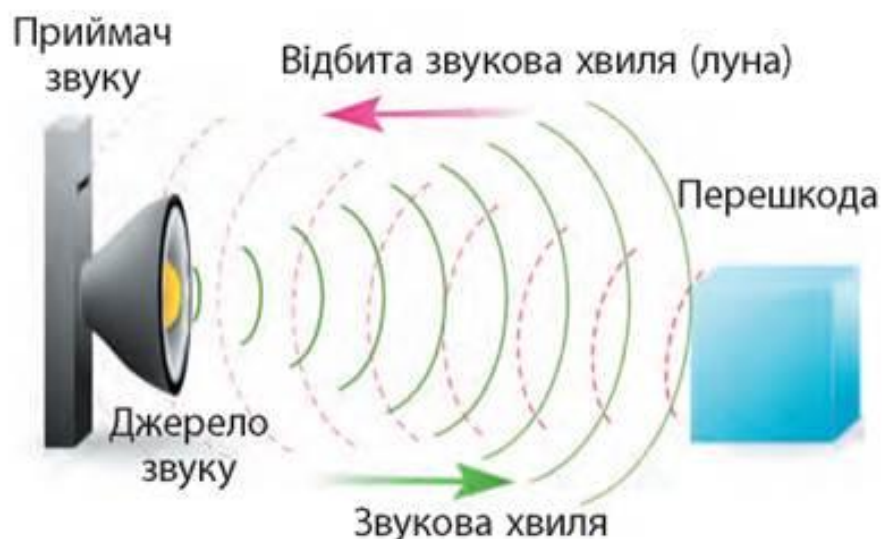 Приймач
звуку
Відбита звукова хвиля (луна)
Перешкода
Джерело
звуку
Звукова хвиля